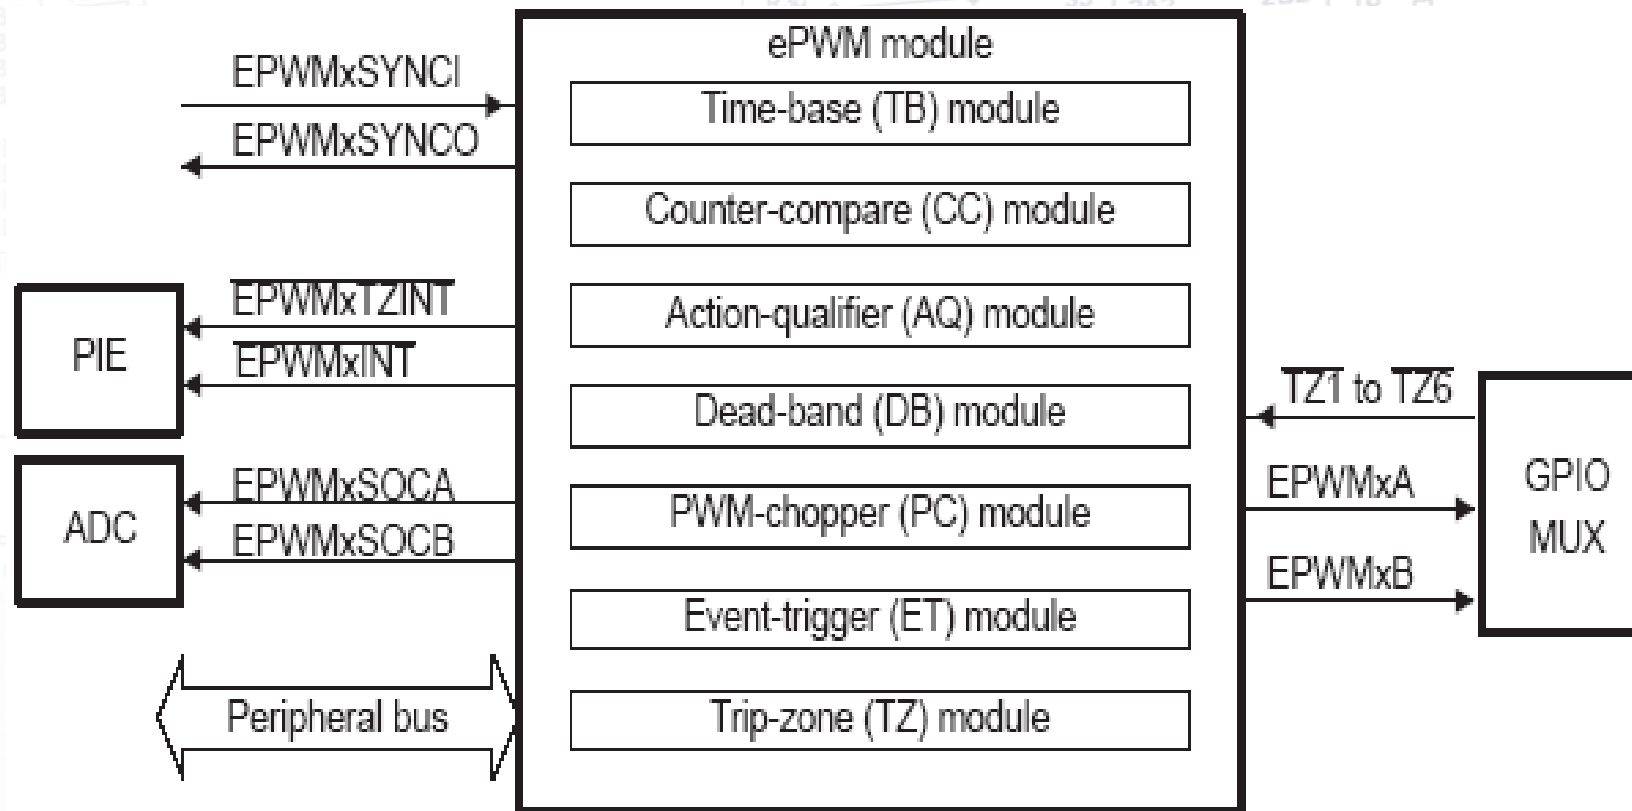 ePWM module
EPWMxSYNCI
Time-base (TB) module
EPWMxSYNCO
Counter-compare (CC) module
EPWMxTZINT
Action-qualifier (AQ) module
PIE
EPWMxINT
TZ1 to TZ6
Dead-band (DB) module
EPWMxSOCA
EPWMxA
GPIO
MUX
PWM-chopper (PC) module
ADC
EPWMxSOCB
EPWMxB
Event-trigger (ET) module
Peripheral bus
Trip-zone (TZ) module